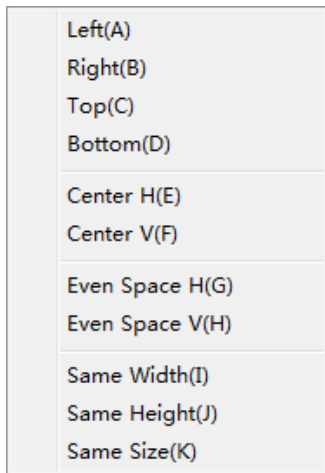 Left(A)
Right(B)
Top(C)
Bottom(D)
Center H(E)
Center V(F)
Even Space H(G)
Even Space V(H)
Same Width(I)
Same Height(J)
Same Size(K)